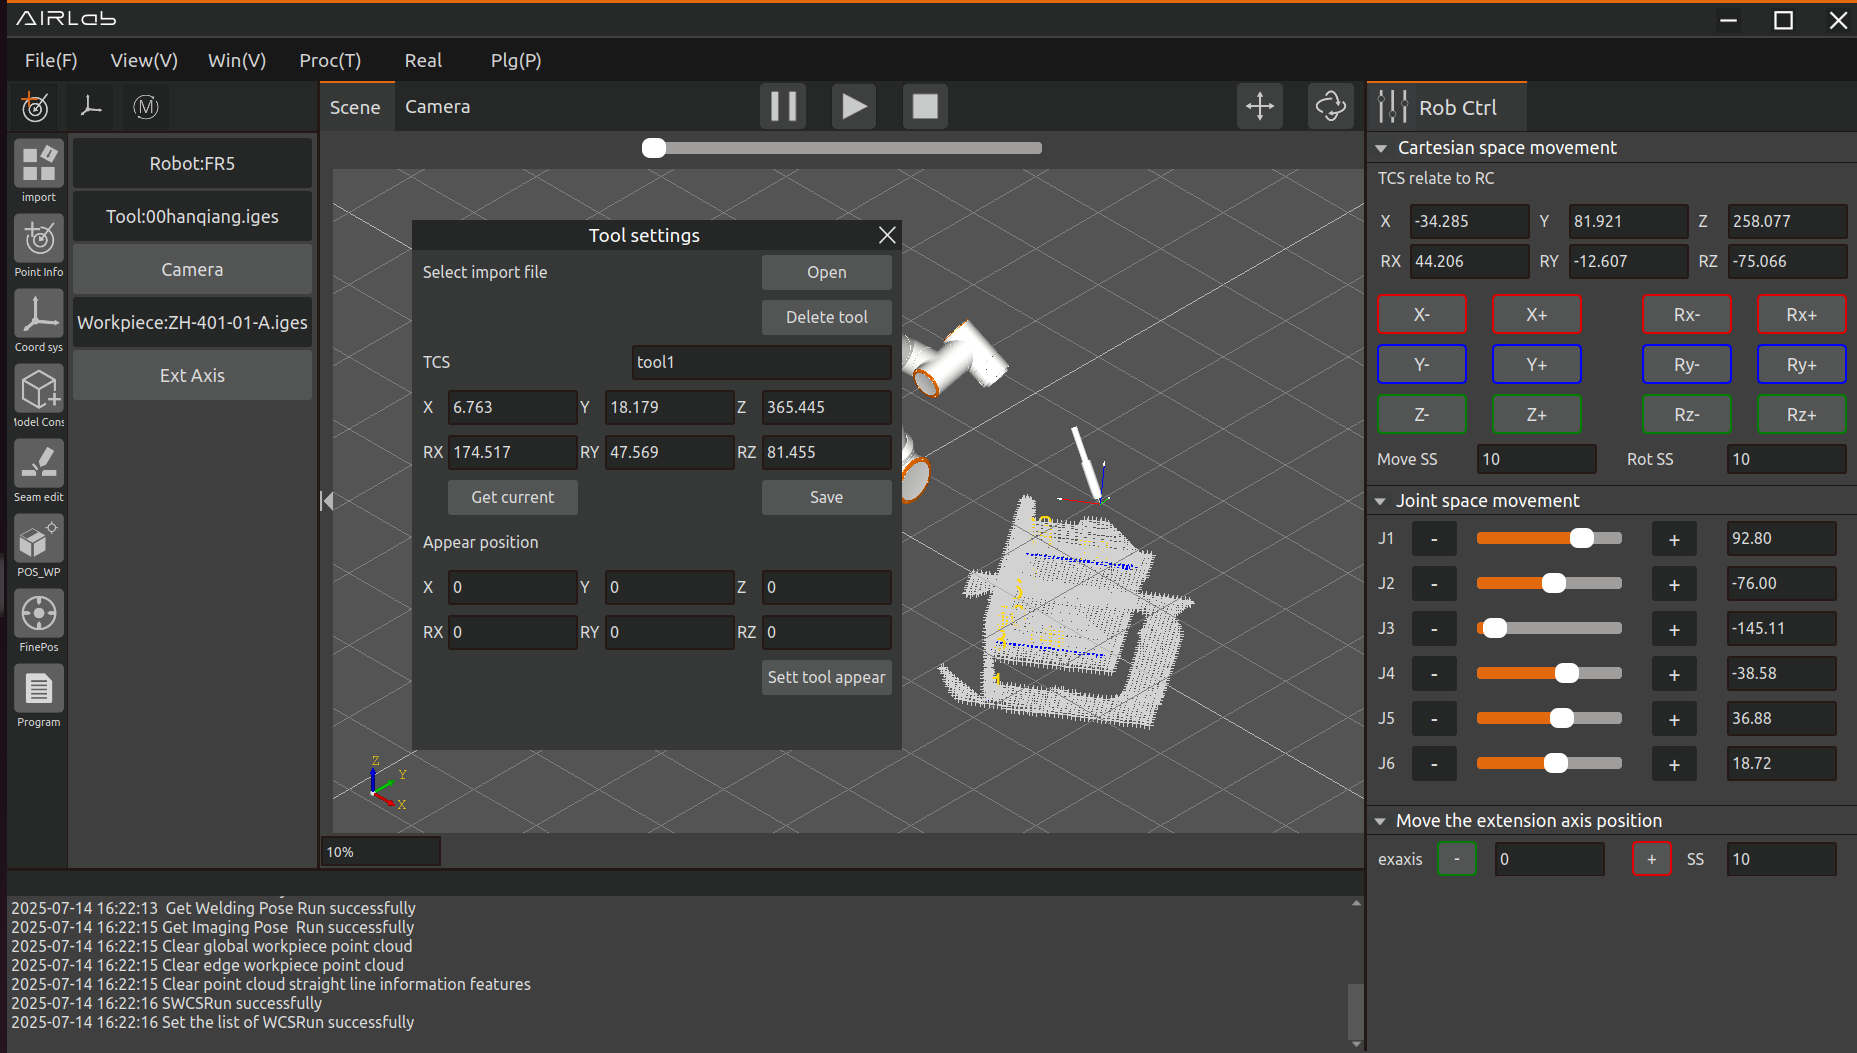 AIRLab
File(F) View(V) Win(V) Proc(T) Real Plg(P)
Scene Camera
Rob Ctrl
import
Point Info
Coord sys
Model Cons
Seam edit
POS_WP
FinePos
Program
Robot:FR5
Tool:00hanqiang.iges
Camera
Workpiece:ZH-401-01-A.iges
Ext Axis
Tool settings
Select import file Open
Delete tool
TCS tool1
X 6.763 Y 18.179 Z 365.445
RX 174.517 RY 47.569 RZ 81.455
Get current Save
Appear position
X 0 Y 0 Z 0
RX 0 RY 0 RZ 0
Sett tool appear
Z
Y
X
10%
Cartesian space movement
TCS relate to RC
X -34.285 Y 81.921 Z 258.077
RX 44.206 RY -12.607 RZ -75.066
X- X+ Rx- Rx+
Y- Y+ Ry- Ry+
Z- Z+ Rz- Rz+
Move SS 10 Rot SS 10
Joint space movement
J1 - + 92.80
J2 - + -76.00
J3 - + -145.11
J4 - + -38.58
J5 - + 36.88
J6 - + 18.72
Move the extension axis position
exaxis - 0 + SS 10
2025-07-14 16:22:13 Get Welding Pose Run successfully
2025-07-14 16:22:15 Get Imaging Pose Run successfully
2025-07-14 16:22:15 Clear global workpiece point cloud
2025-07-14 16:22:15 Clear edge workpiece point cloud
2025-07-14 16:22:15 Clear point cloud straight line information features
2025-07-14 16:22:16 SWCSRun successfully
2025-07-14 16:22:16 Set the list of WCSRun successfully